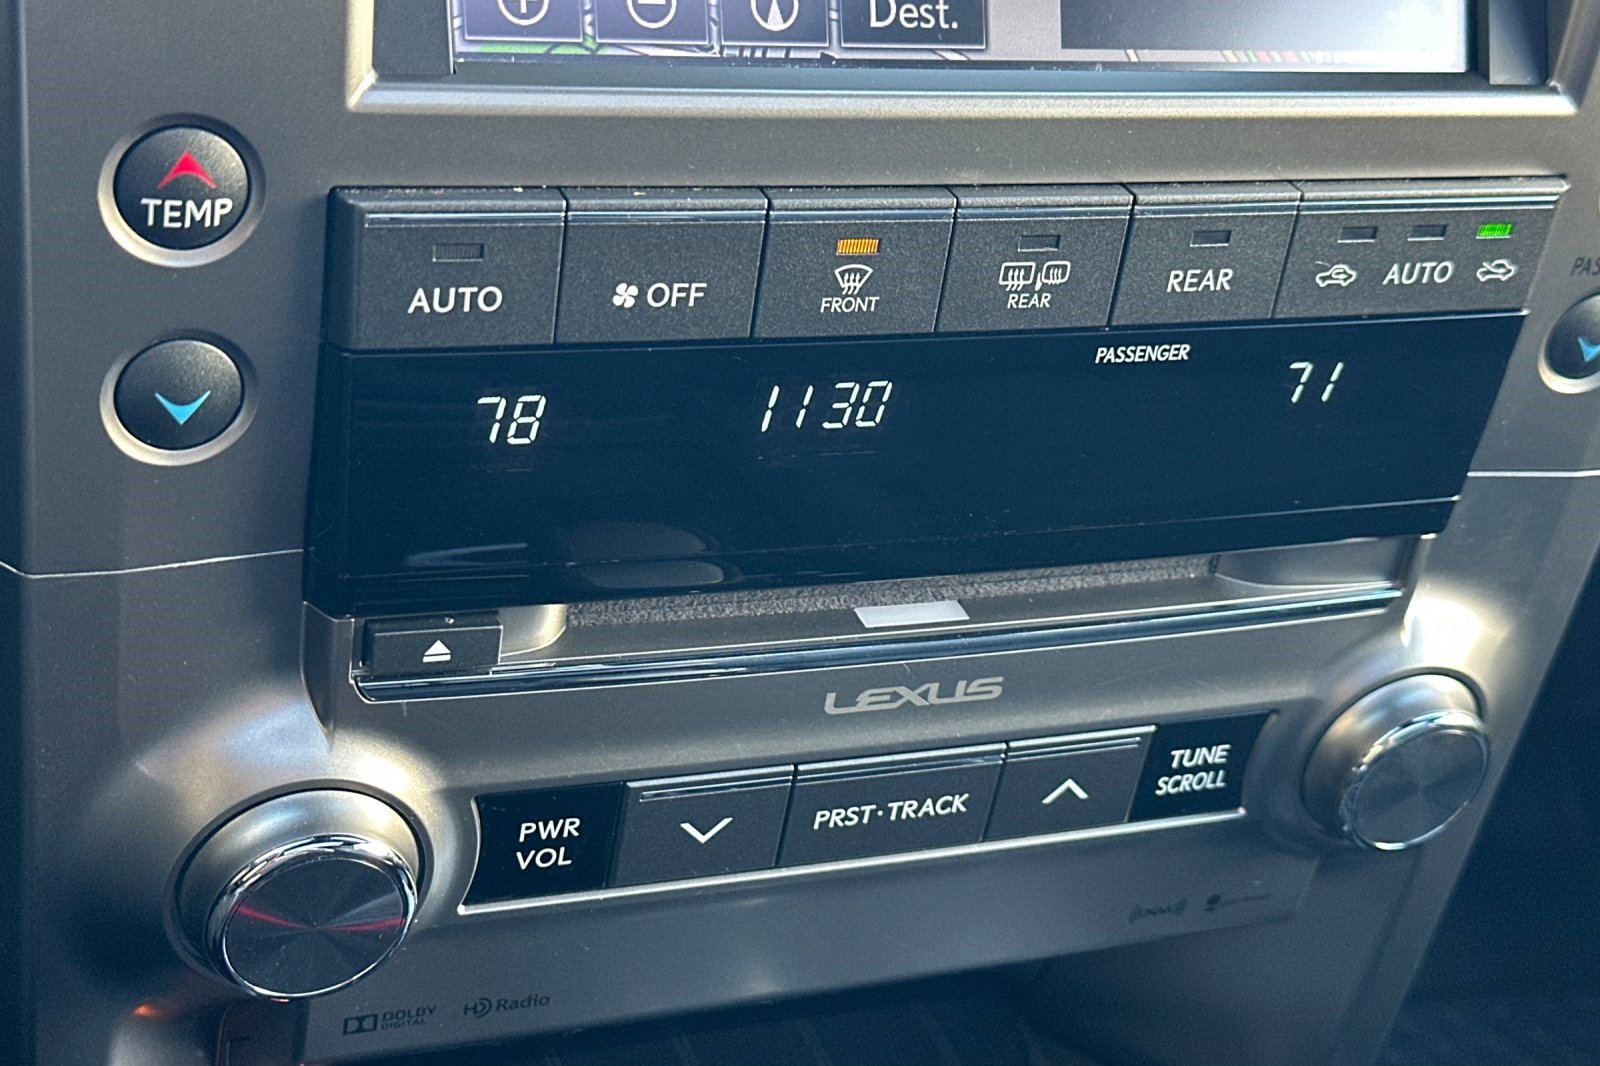 Dest.
TEMP
AUTO
OFF
FRONT
REAR
REAR
AUTO
PASSENGER
78
1130
71
LEXUS
PWR
VOL
PRST·TRACK
TUNE
SCROLL
DOLBY
DIGITAL
HD Radio